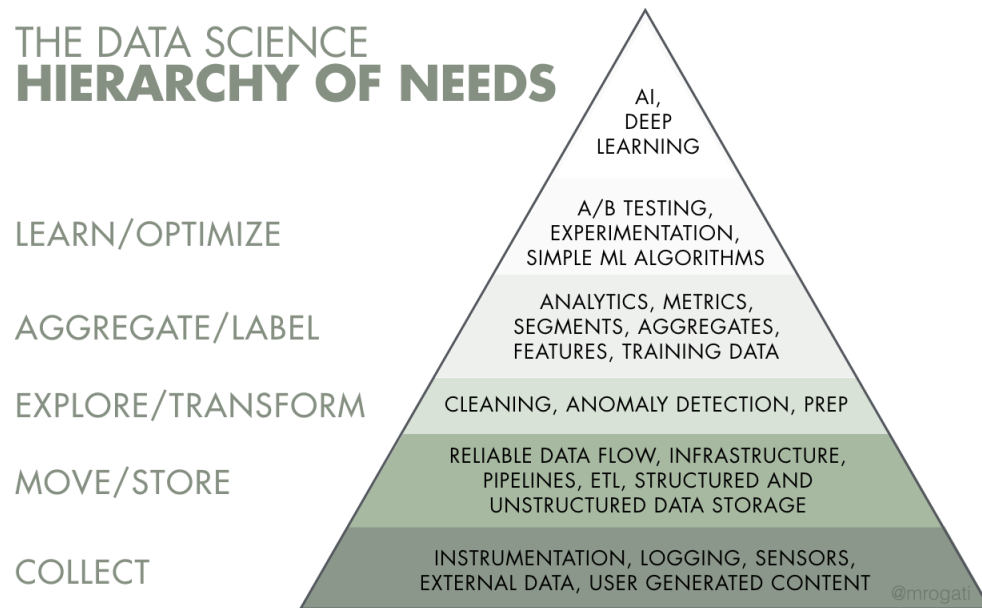 THE DATA SCIENCE
HIERARCHY OF NEEDS
AI,
DEEP
LEARNING
LEARN/OPTIMIZE
A/B TESTING,
EXPERIMENTATION,
SIMPLE ML ALGORITHMS
AGGREGATE/LABEL
ANALYTICS, METRICS,
SEGMENTS, AGGREGATES,
FEATURES, TRAINING DATA
EXPLORE/TRANSFORM
CLEANING, ANOMALY DETECTION, PREP
MOVE/STORE
RELIABLE DATA FLOW, INFRASTRUCTURE,
PIPELINES, ETL, STRUCTURED AND
UNSTRUCTURED DATA STORAGE
COLLECT
INSTRUMENTATION, LOGGING, SENSORS,
EXTERNAL DATA, USER GENERATED CONTENT
@mrogati